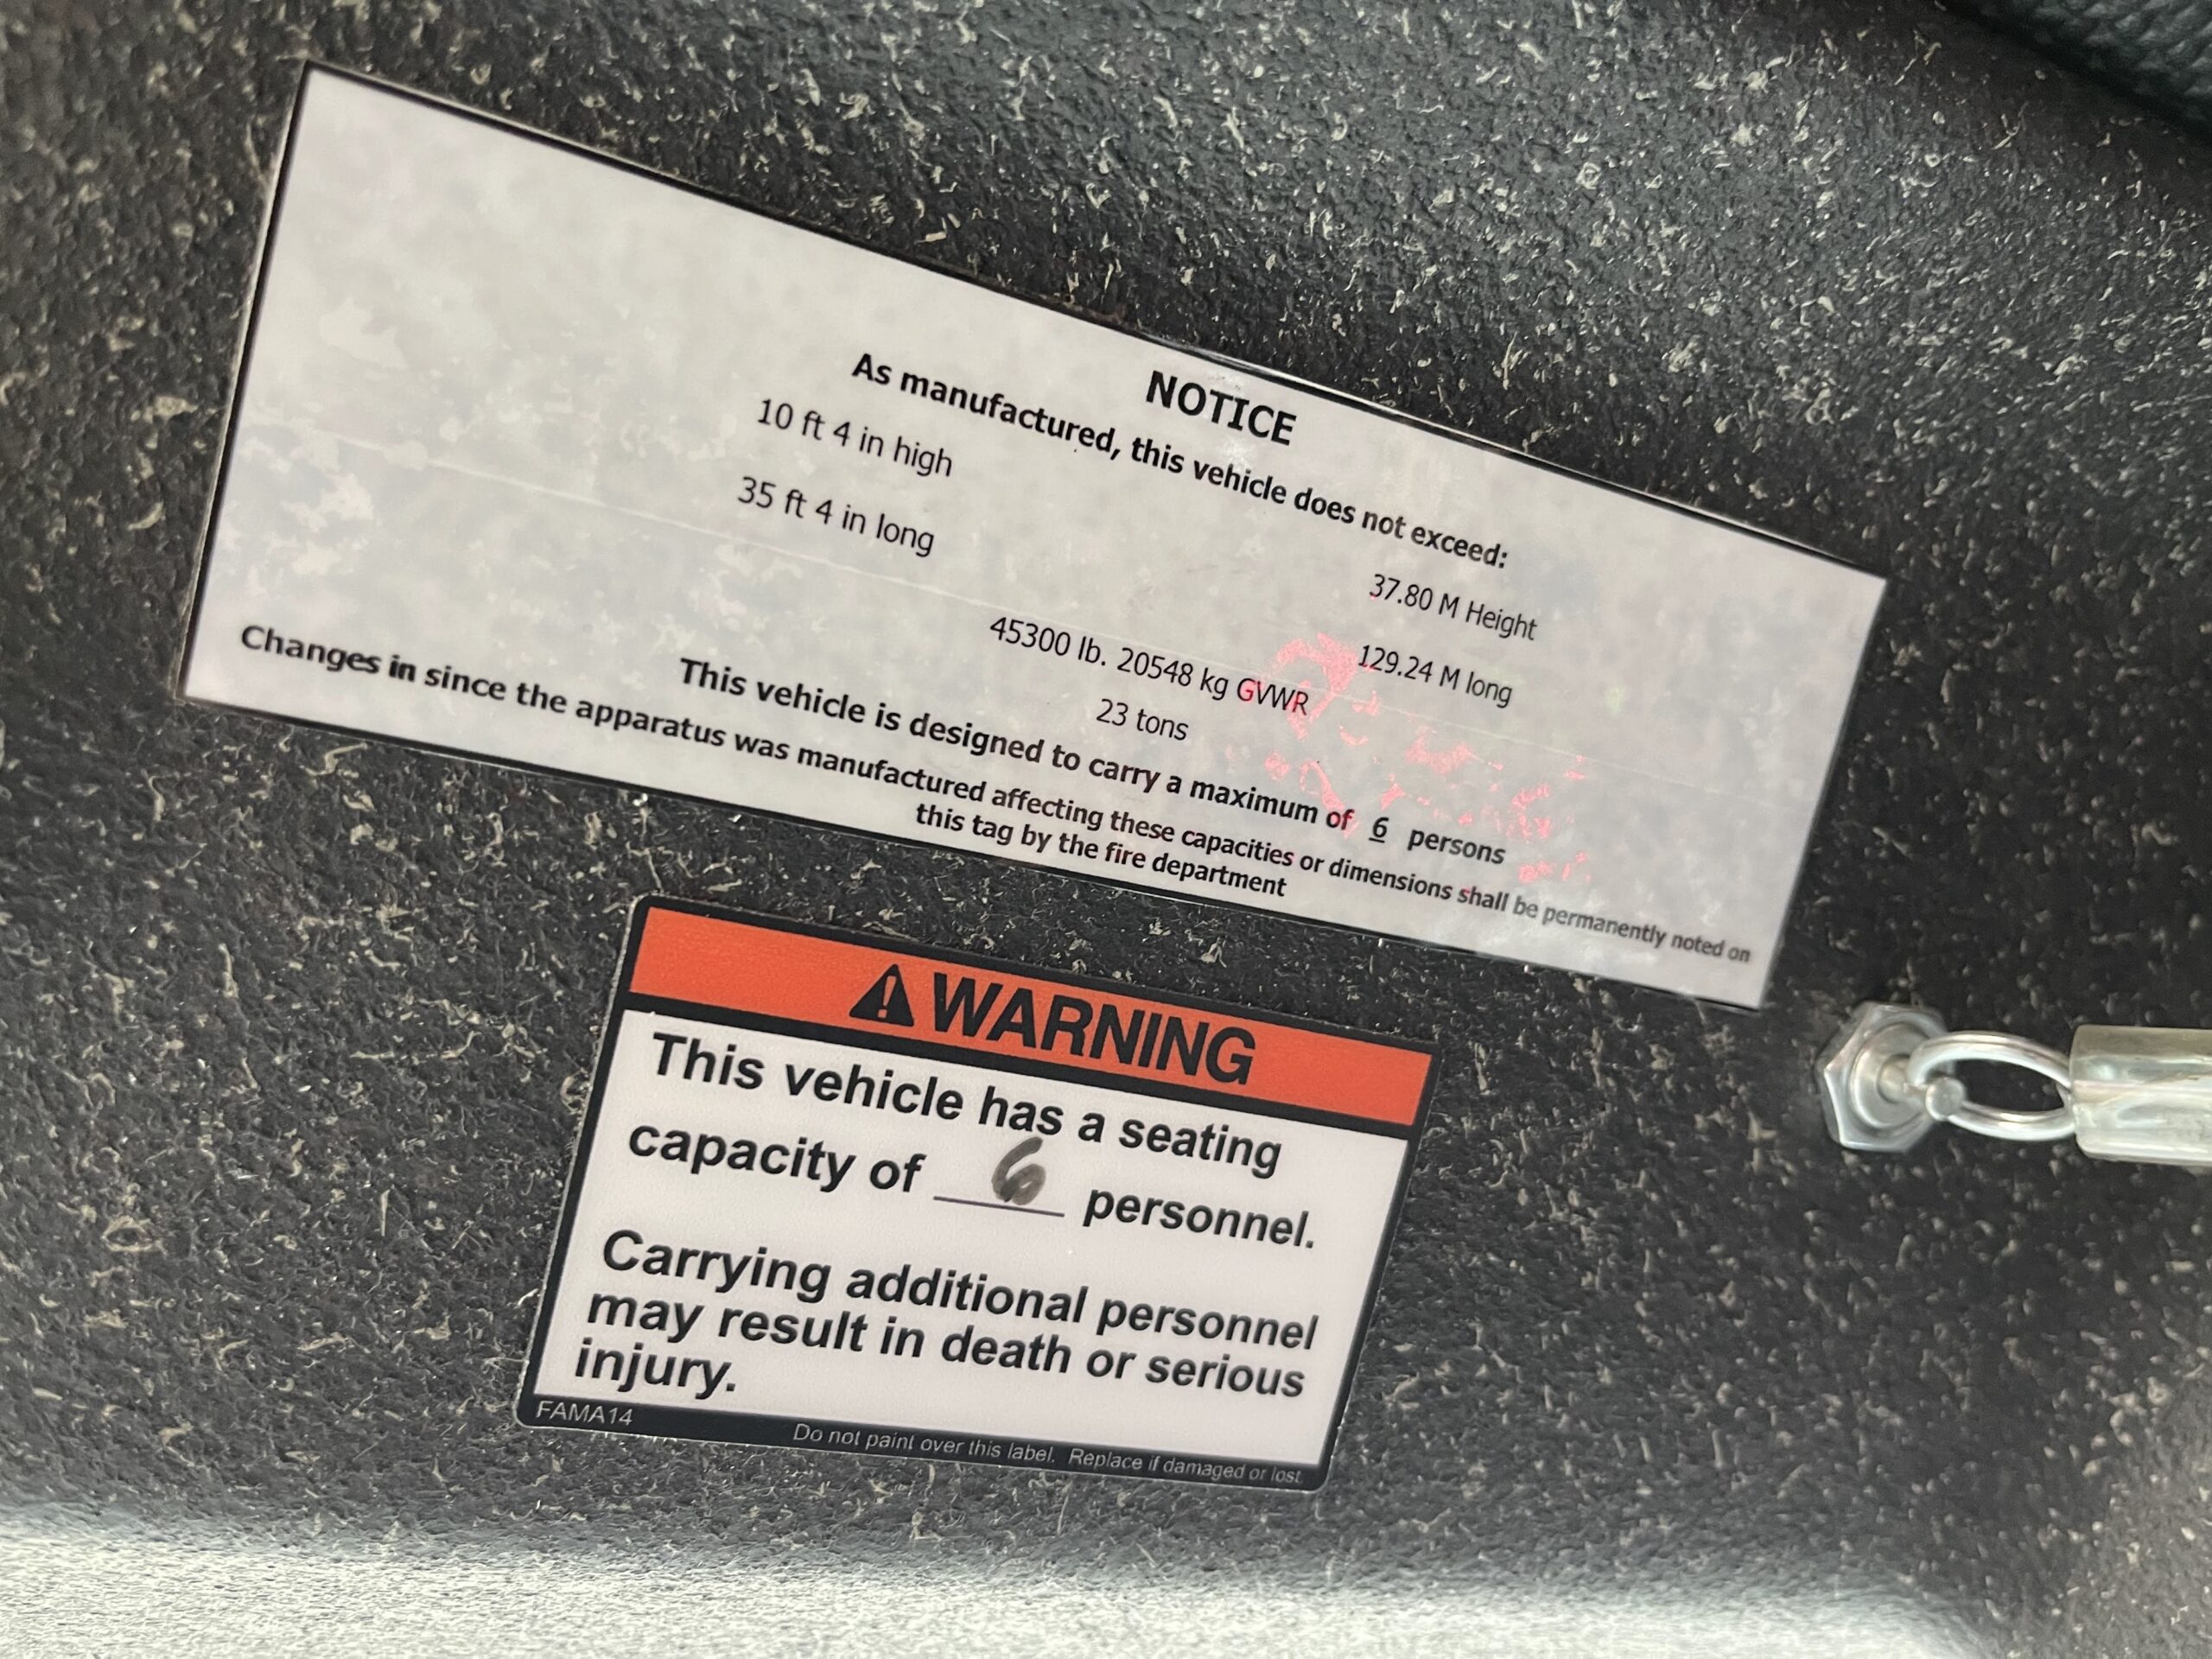 NOTICE
As manufactured, this vehicle does not exceed:
10 ft 4 in high
37.80 M Height
35 ft 4 in long
129.24 M long
45300 lb. 20548 kg GVWR
23 tons
This vehicle is designed to carry a maximum of 6 persons
Changes in since the apparatus was manufactured affecting these capacities or dimensions shall be permanently noted on
this tag by the fire department
WARNING
This vehicle has a seating
capacity of 6 personnel.
Carrying additional personnel
may result in death or serious
injury.
FAMA14
Do not paint over this label. Replace if damaged or lost.